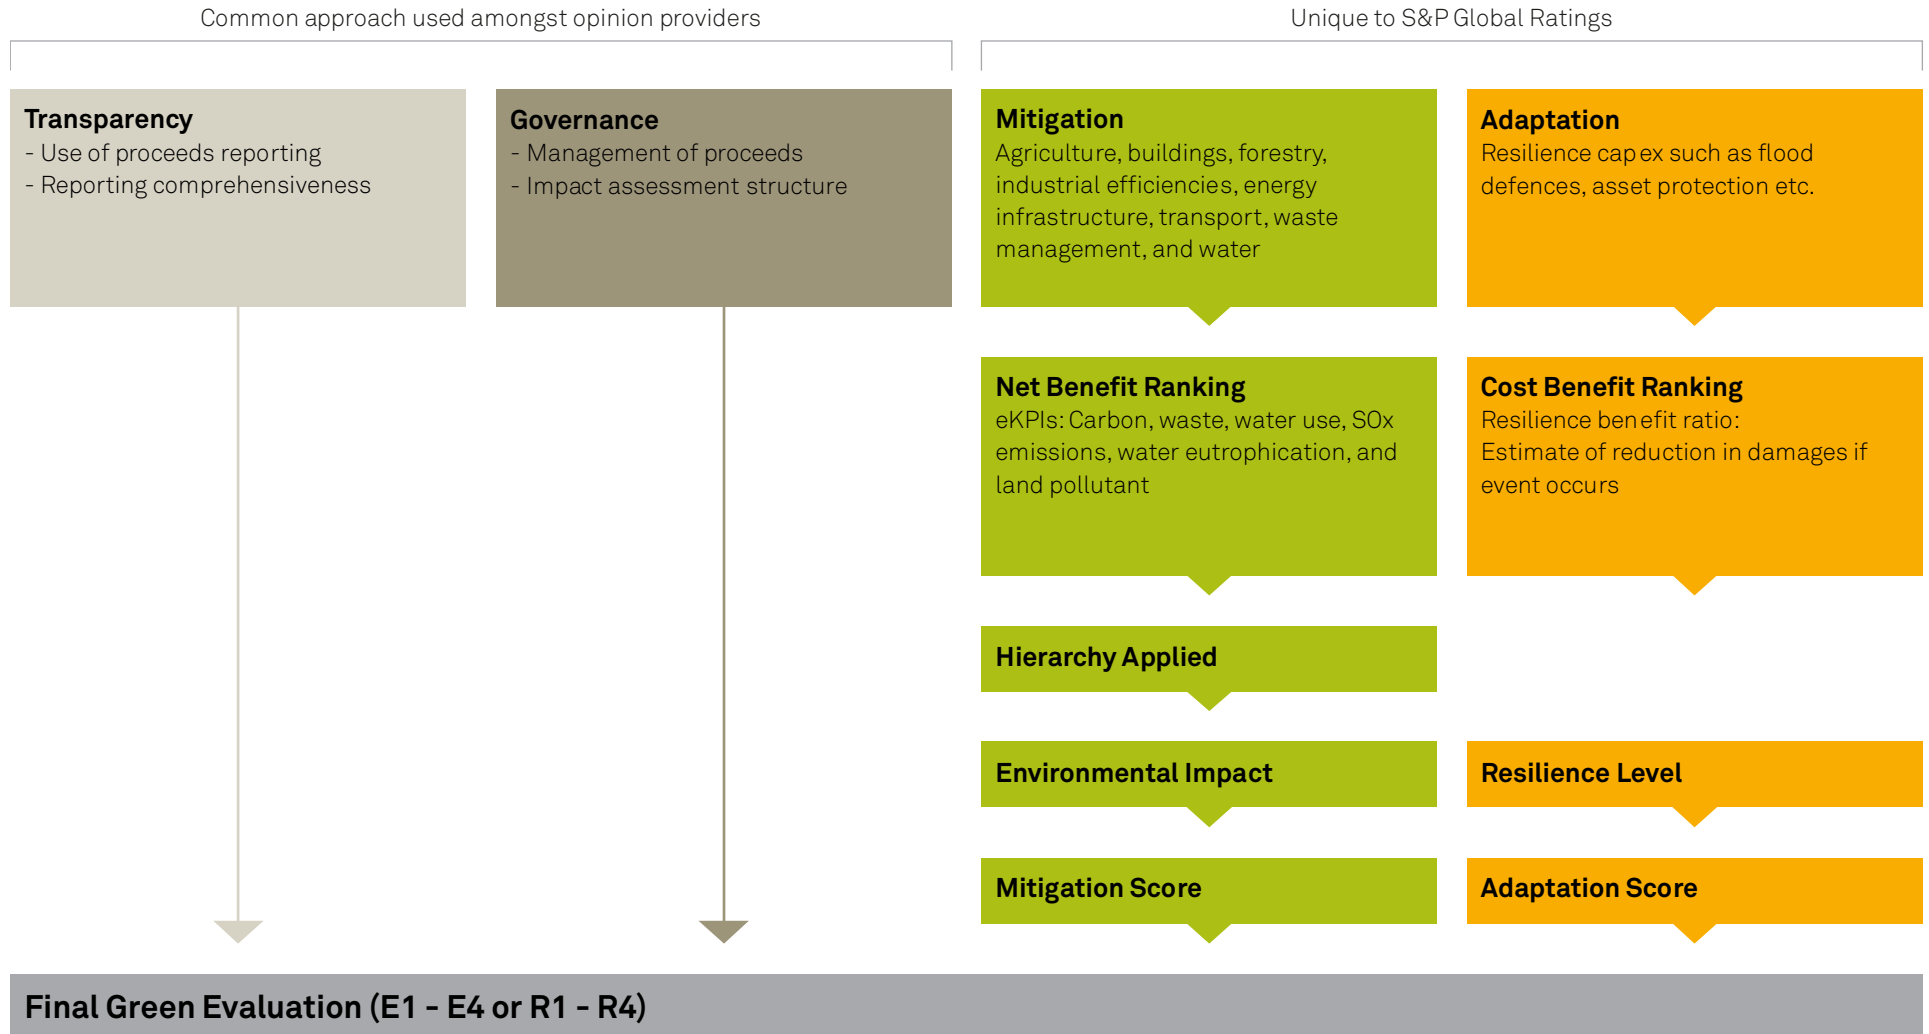 Common approach used amongst opinion providers
Unique to S&P Global Ratings
Transparency
- Use of proceeds reporting
- Reporting comprehensiveness
Governance
- Management of proceeds
- Impact assessment structure
Mitigation
Agriculture, buildings, forestry,
industrial efficiencies, energy
infrastructure, transport, waste
management, and water
Adaptation
Resilience capex such as flood
defences, asset protection etc.
Net Benefit Ranking
eKPIs: Carbon, waste, water use, SOx
emissions, water eutrophication, and
land pollutant
Cost Benefit Ranking
Resilience benefit ratio:
Estimate of reduction in damages if
event occurs
Hierarchy Applied
Environmental Impact
Resilience Level
Mitigation Score
Adaptation Score
Final Green Evaluation (E1 - E4 or R1 - R4)